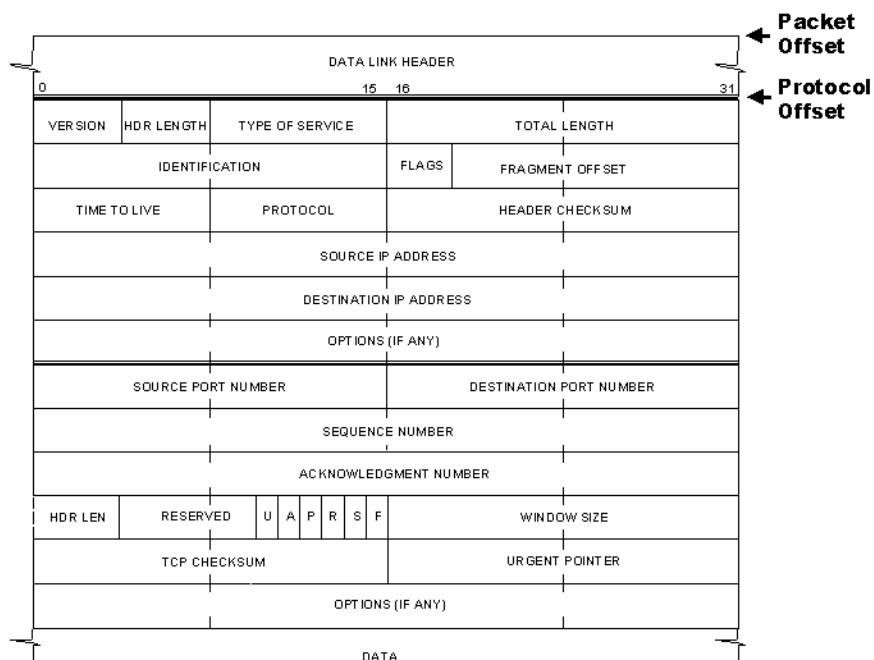 Packet
Offset
DATA LINK HEADER
0 15 16 31
Protocol
Offset
VERSION HDR LENGTH TYPE OF SERVICE TOTAL LENGTH
IDENTIFICATION FLAGS FRAGMENT OFFSET
TIME TO LIVE PROTOCOL HEADER CHECKSUM
SOURCE IP ADDRESS
DESTINATION IP ADDRESS
OPTIONS (IF ANY)
SOURCE PORT NUMBER DESTINATION PORT NUMBER
SEQUENCE NUMBER
ACKNOWLEDGMENT NUMBER
HDR LEN RESERVED U A P R S F WINDOW SIZE
TCP CHECKSUM URGENT POINTER
OPTIONS (IF ANY)
DATA